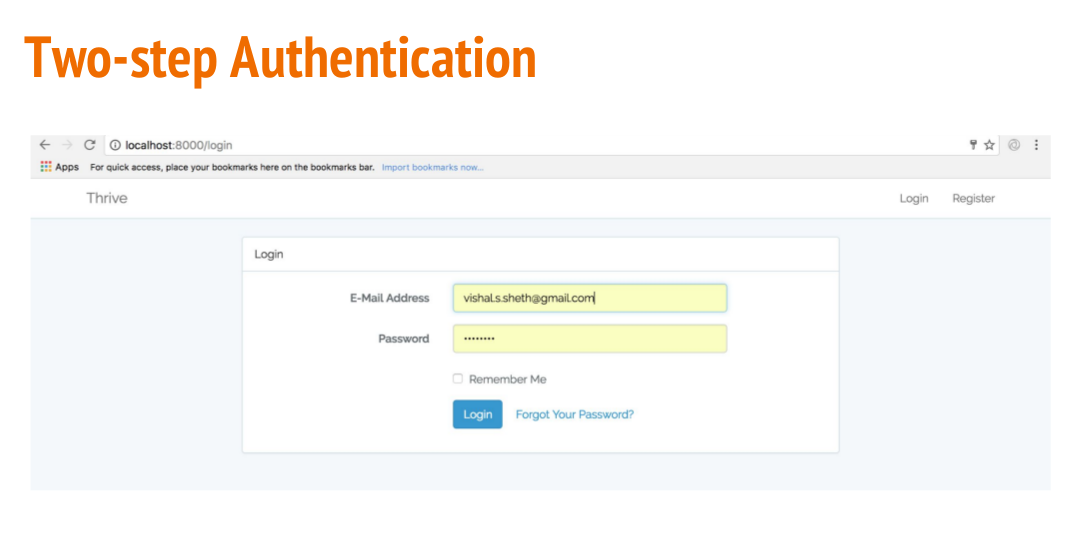 Two-step Authentication
localhost:8000/login
Apps For quick access, place your bookmarks here on the bookmarks bar. Import bookmarks now...
Thrive Login Register
Login
E-Mail Address vishal.s.sheth@gmail.com
Password ••••••••
Remember Me
Login Forgot Your Password?